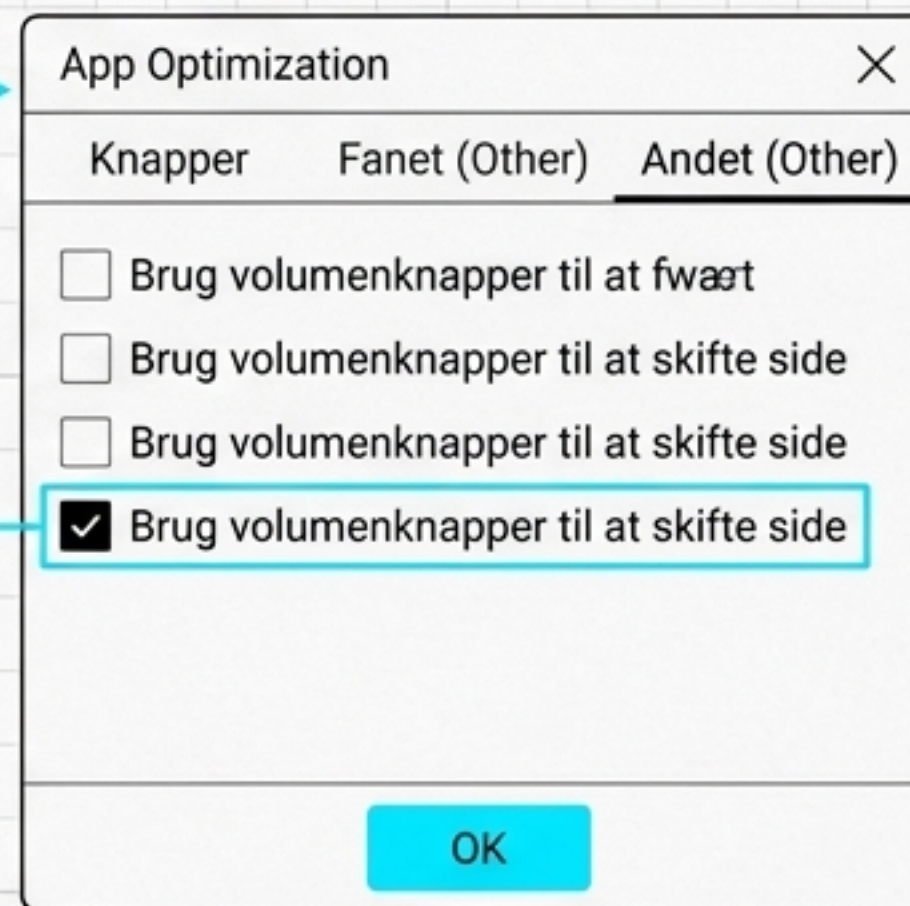 App Optimization
Knapper Fanet (Other) Andet (Other)
Brug volumenknapper til at
Brug volumenknapper til at skifte side
Brug volumenknapper til at skifte side
Brug volumenknapper til at skifte side
OK